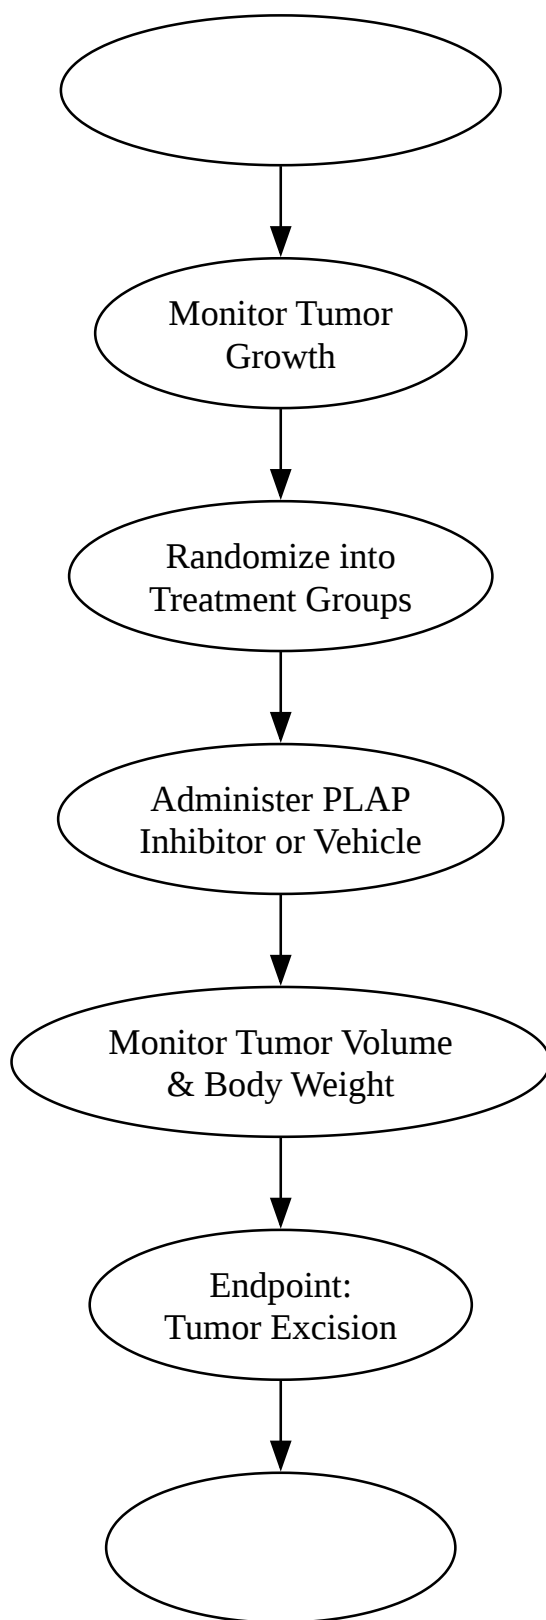 Monitor Tumor
Growth
Randomize into
Treatment Groups
Administer PLAP
Inhibitor or Vehicle
Monitor Tumor Volume
& Body Weight
Endpoint:
Tumor Excision